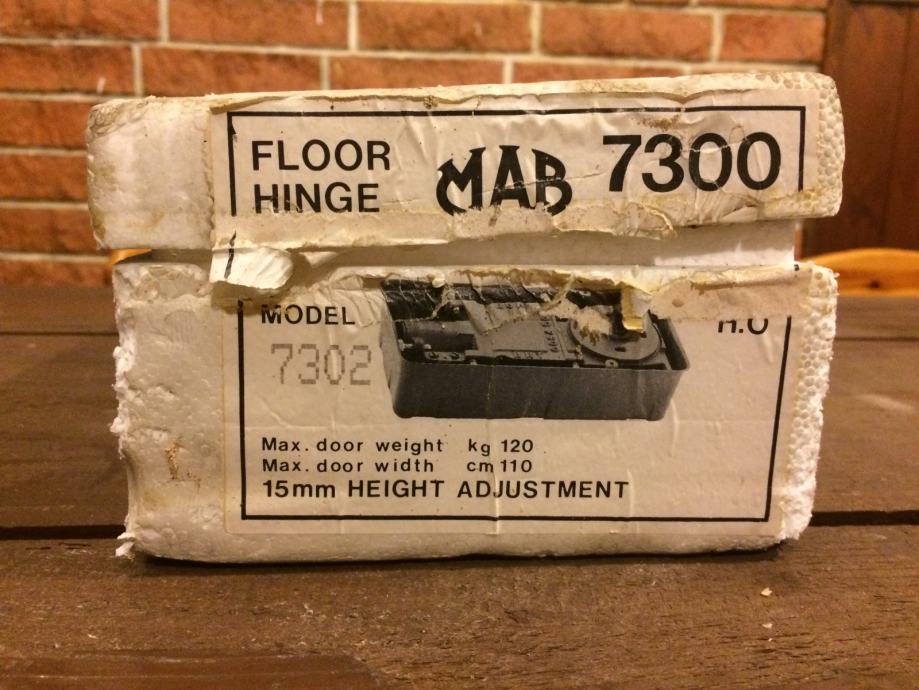 FLOOR
HINGE
MAB 7300
MODEL
H.O
7302
Max. door weight kg 120
Max. door width cm 110
15mm HEIGHT ADJUSTMENT